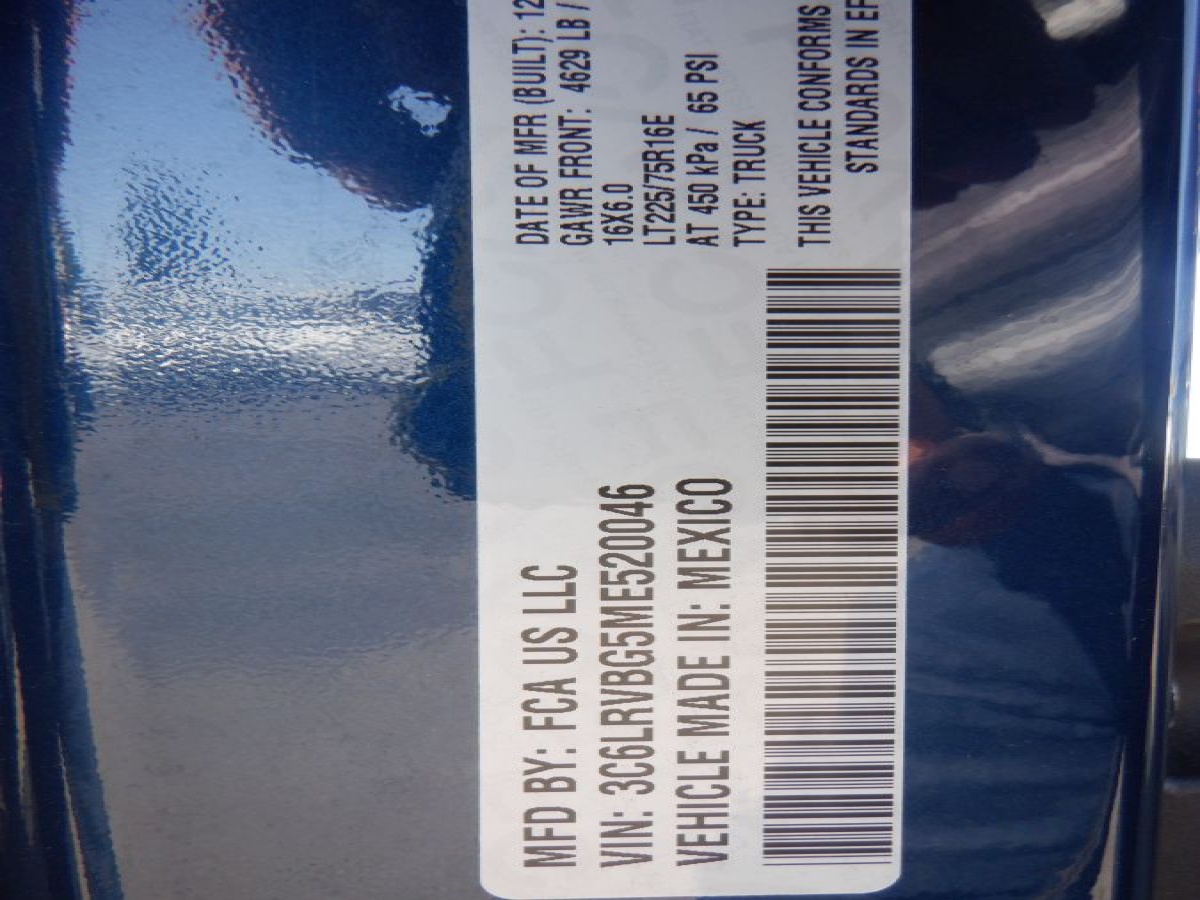 MFD BY: FCA US LLC
VIN: 3C6LRVBG5ME520046
VEHICLE MADE IN: MEXICO
DATE OF MFR (BUILT): 12
GAWR FRONT: 4629 LB /
16X6.0
LT225/75R16E
AT 450 kPa / 65 PSI
TYPE: TRUCK
THIS VEHICLE CONFORMS
STANDARDS IN EF